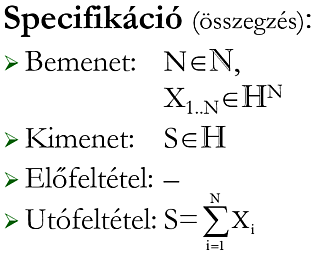 Specifikáció (összegzés):
➢ Bemenet: N∈ℕ,
X₁..N∈ℍᴺ
➢ Kimenet: S∈ℍ
➢ Előfeltétel: –
➢ Utófeltétel: S=∑ᵢ₌₁ᴺ Xᵢ